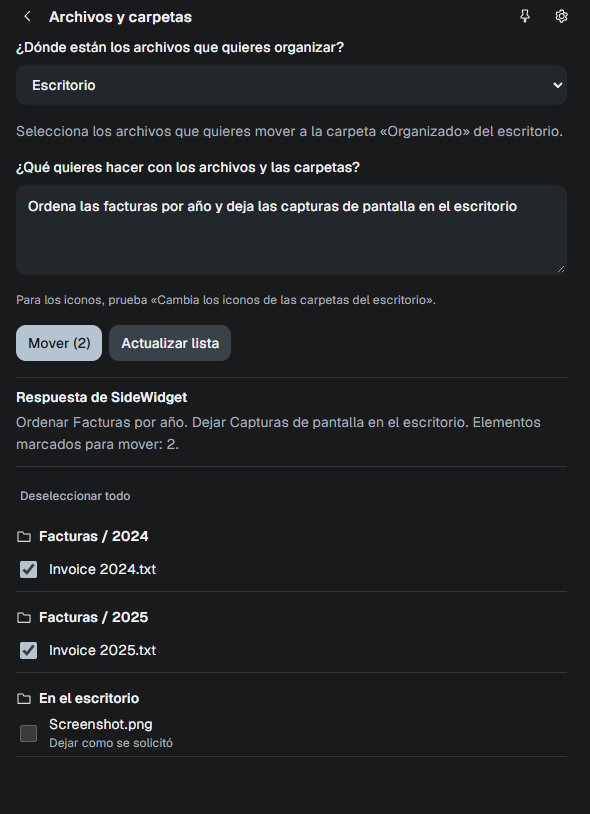 Archivos y carpetas
¿Dónde están los archivos que quieres organizar?
Escritorio
Selecciona los archivos que quieres mover a la carpeta «Organizado» del escritorio.
¿Qué quieres hacer con los archivos y las carpetas?
Ordena las facturas por año y deja las capturas de pantalla en el escritorio
Para los iconos, prueba «Cambia los iconos de las carpetas del escritorio».
Mover (2) Actualizar lista
Respuesta de SideWidget
Ordenar Facturas por año. Dejar Capturas de pantalla en el escritorio. Elementos
marcados para mover: 2.
Deseleccionar todo
Facturas / 2024
Invoice 2024.txt
Facturas / 2025
Invoice 2025.txt
En el escritorio
Screenshot.png
Dejar como se solicitó